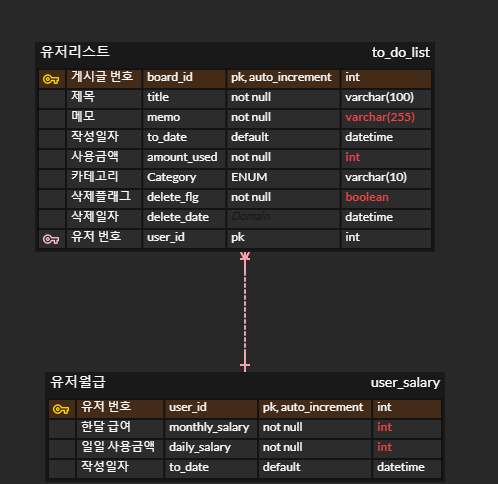 유저리스트 to_do_list
게시글 번호 board_id pk, auto_increment int
제목 title not null varchar(100)
메모 memo not null varchar(255)
작성일자 to_date default datetime
사용금액 amount_used not null int
카테고리 Category ENUM varchar(10)
삭제플래그 delete_flg not null boolean
삭제일자 delete_date Domain datetime
유저 번호 user_id pk int
유저월급 user_salary
유저 번호 user_id pk, auto_increment int
한달 급여 monthly_salary not null int
일일 사용금액 daily_salary not null int
작성일자 to_date default datetime